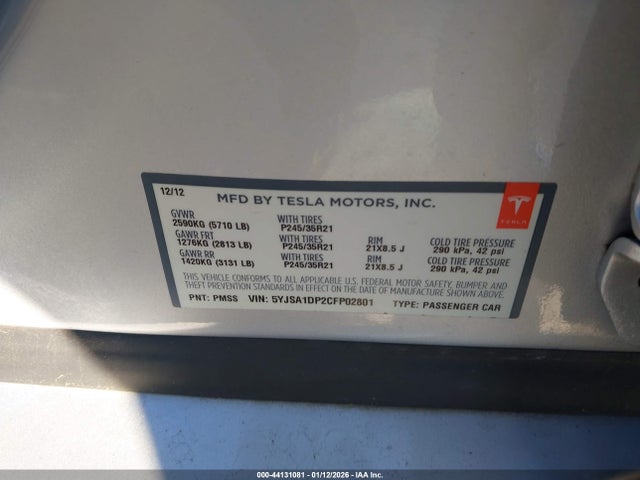 12/12
MFD BY TESLA MOTORS, INC.
TESLA
GVWR WITH TIRES
2590KG (5710 LB) P245/35R21
GAWR FRT WITH TIRES RIM COLD TIRE PRESSURE
1276KG (2813 LB) P245/35R21 21X8.5 J 290 kPa, 42 psi
GAWR RR WITH TIRES RIM COLD TIRE PRESSURE
1420KG (3131 LB) P245/35R21 21X8.5 J 290 kPa, 42 psi
THIS VEHICLE CONFORMS TO ALL APPLICABLE FEDERAL MOTOR SAFETY, BUMPER AND
THEFT PREVENTION STANDARDS IN EFFECT ON THE DATE OF MANUFACTURE SHOWN ABOVE.
PNT: PMSS VIN: 5YJSA1DP2CFP02801 TYPE: PASSENGER CAR
000-44131081 - 01/12/2026 - IAA Inc.